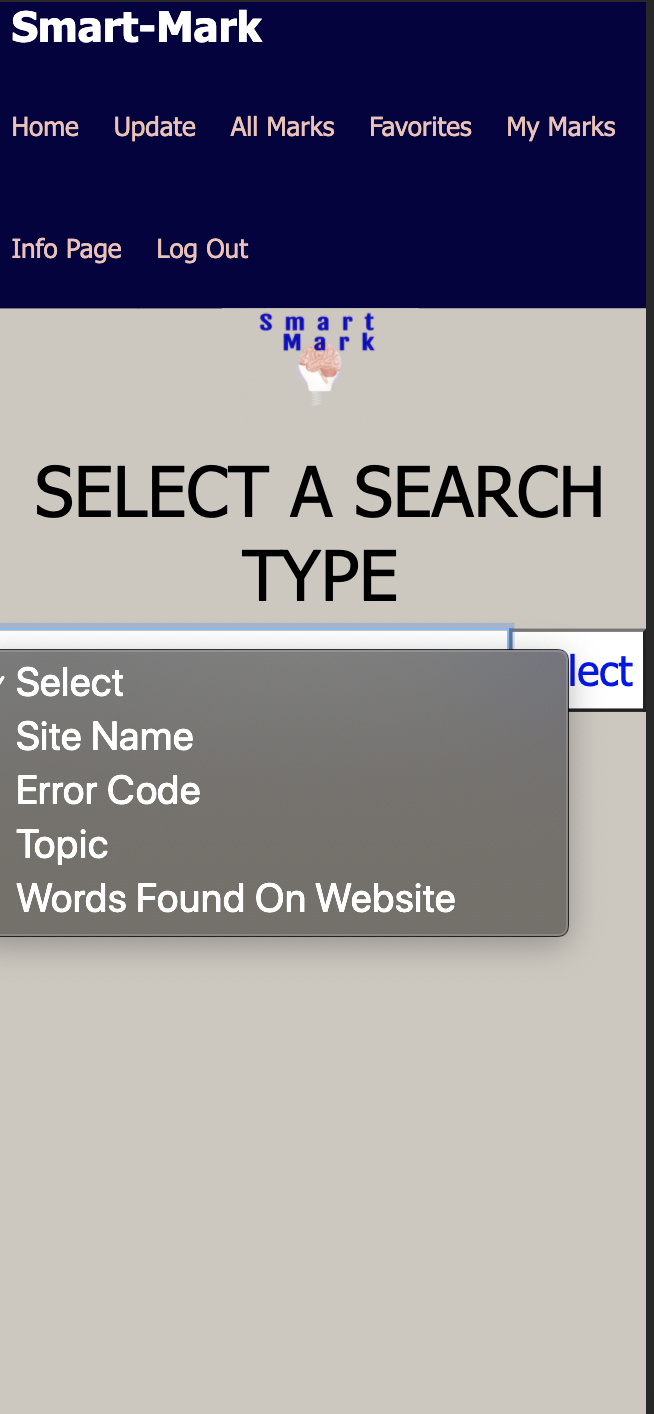 Smart-Mark
Home Update All Marks Favorites My Marks
Info Page Log Out
Smart
Mark
SELECT A SEARCH
TYPE
Select
lect
Site Name
Error Code
Topic
Words Found On Website